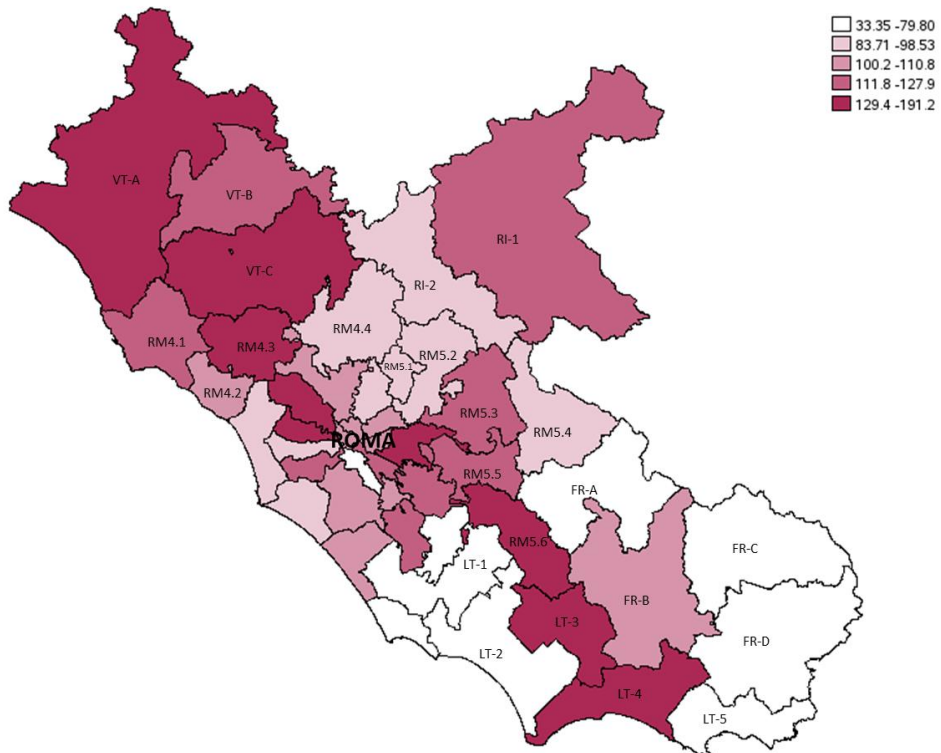 33.35 -79.80
83.71 -98.53
100.2 -110.8
111.8 -127.9
129.4 -191.2
VT-A
VT-B
RI-1
VT-C
RI-2
RM4.4
RM4.1
RM4.3
RM5.2
RM5.1
RM4.2
RM5.3
RM5.4
ROMA
RM5.5
FR-A
RM5.6
FR-C
LT-1
FR-B
LT-3
FR-D
LT-2
LT-4
LT-5